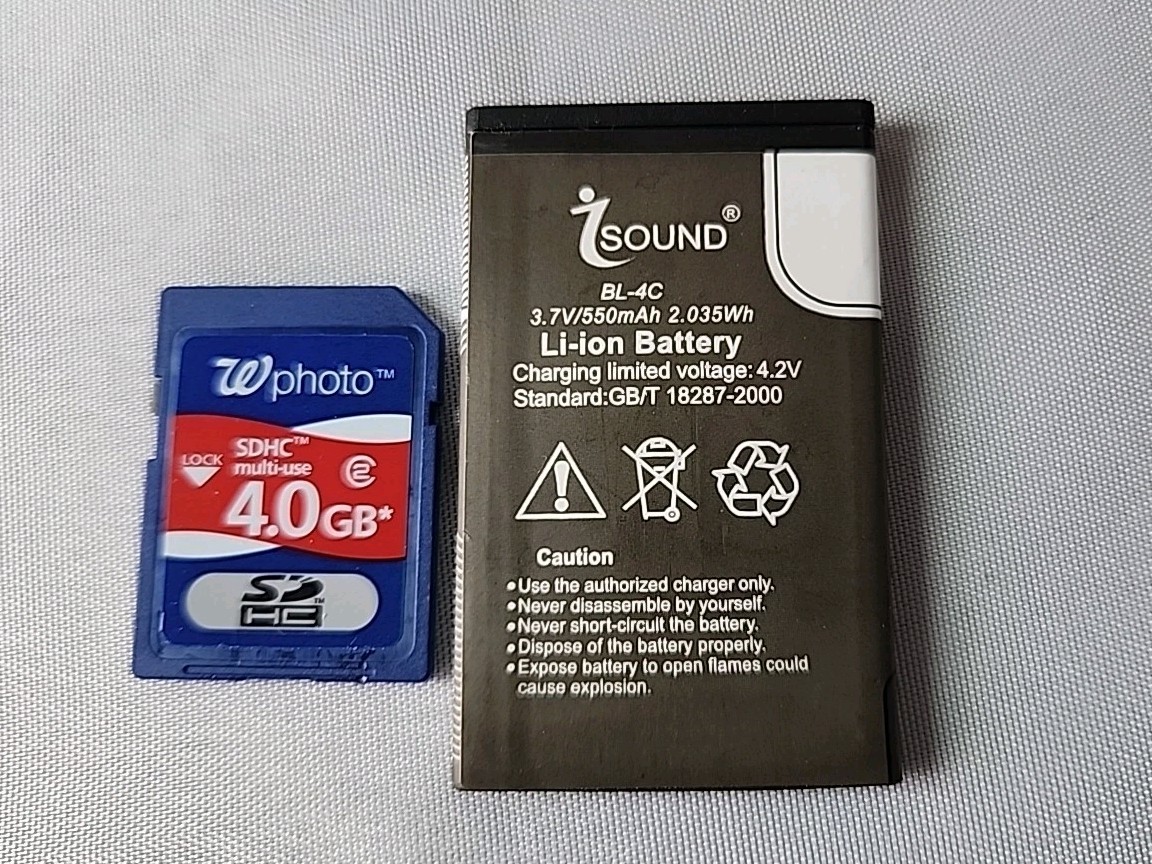 Wphoto™
LOCK
SDHC™
multi-use
2
4.0GB*
SD™
HC
iSOUND®
BL-4C
3.7V/550mAh 2.035Wh
Li-ion Battery
Charging limited voltage:4.2V
Standard:GB/T 18287-2000
Caution
•Use the authorized charger only.
•Never disassemble by yourself.
•Never short-circuit the battery.
•Dispose of the battery properly.
•Expose battery to open flames could
cause explosion.